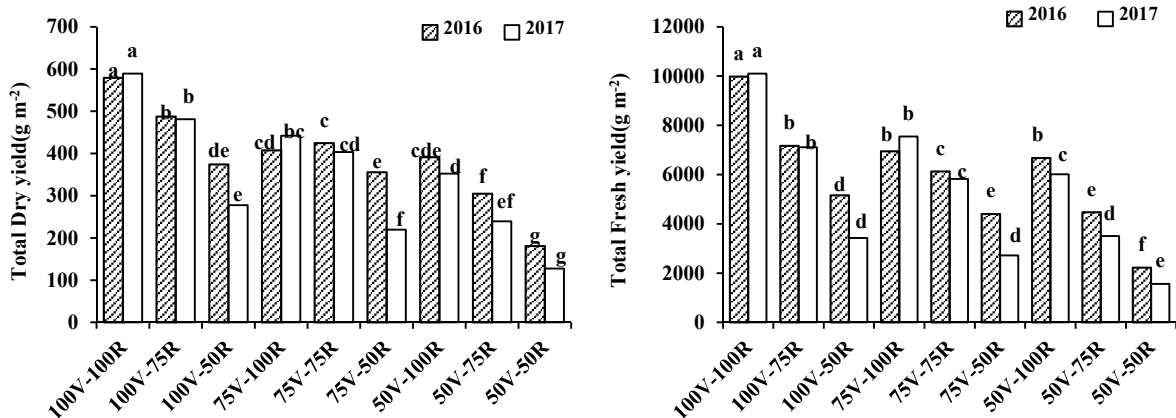 Total Dry yield(g m-2)
700
600
500
400
300
200
100
0
2016 2017
a a
b b
de e
cd bc
c cd
e f
cde d
f ef
g g
100V-100R
100V-75R
100V-50R
75V-100R
75V-75R
75V-50R
50V-100R
50V-75R
50V-50R
Total Fresh yield(g m-2)
12000
10000
8000
6000
4000
2000
0
2016 2017
a a
b b
d d
b b
c c
e d
b c
e d
f e
100V-100R
100V-75R
100V-50R
75V-100R
75V-75R
75V-50R
50V-100R
50V-75R
50V-50R